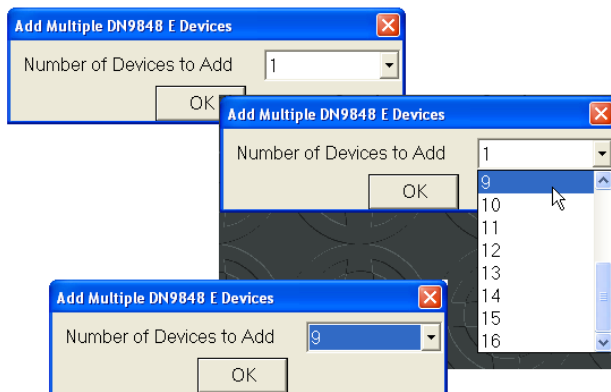 Add Multiple DN9848 E Devices
Number of Devices to Add 1
OK
Add Multiple DN9848 E Devices
Number of Devices to Add 1
OK
9
10
11
12
13
14
15
16
Add Multiple DN9848 E Devices
Number of Devices to Add 9
OK